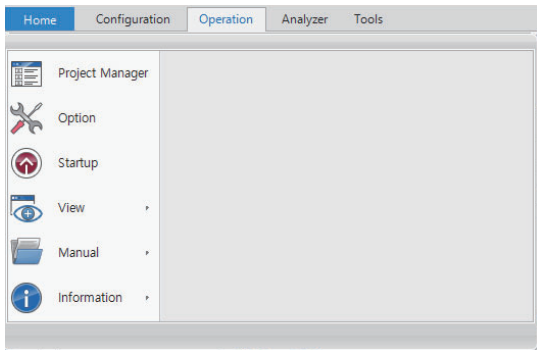 Home Configuration Operation Analyzer Tools
Project Manager
Option
Startup
View
Manual
Information